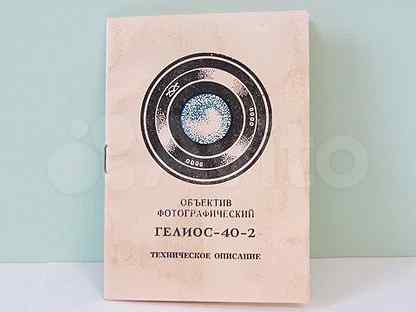 ОБЪЕКТИВ
ФОТОГРАФИЧЕСКИЙ
ГЕЛИОС-40-2
ТЕХНИЧЕСКОЕ ОПИСАНИЕ